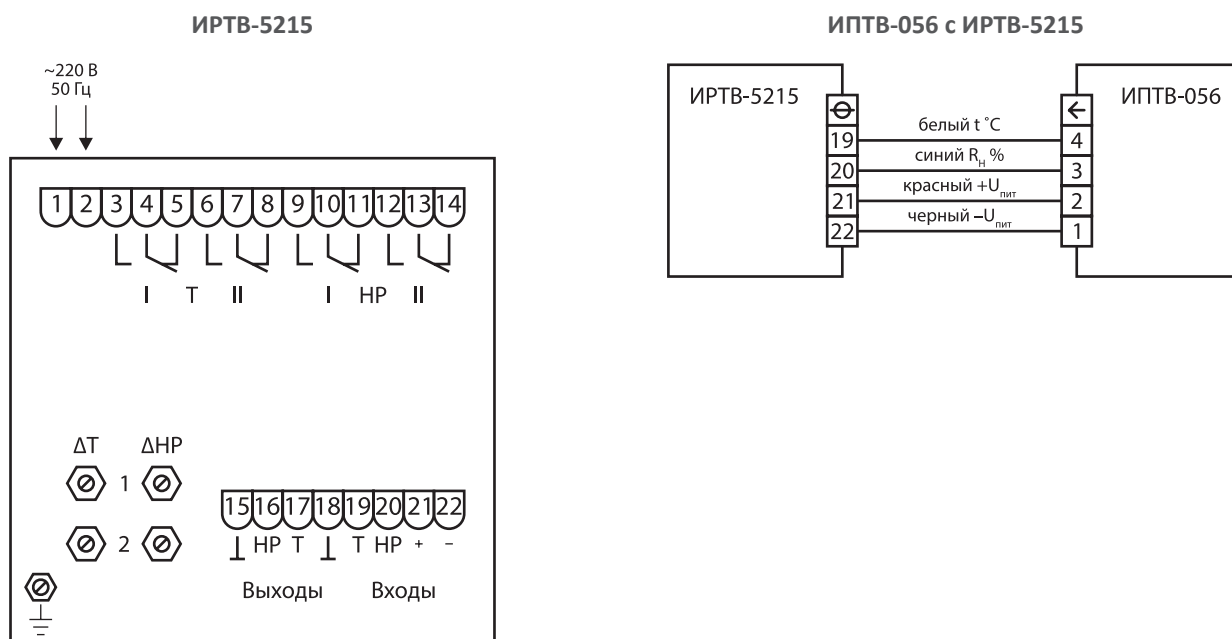 ИРТВ-5215
~220 В
50 Гц
1 2 3 4 5 6 7 8 9 10 11 12 13 14
I T II I HP II
ΔT ΔHP
1
2
15 16 17 18 19 20 21 22
⊥ HP T ⊥ T HP + –
Выходы Входы
ИПТВ-056 с ИРТВ-5215
ИРТВ-5215
ИПТВ-056
белый t ˚C
19 4
синий R_H %
20 3
красный +U_пит
21 2
черный –U_пит
22 1